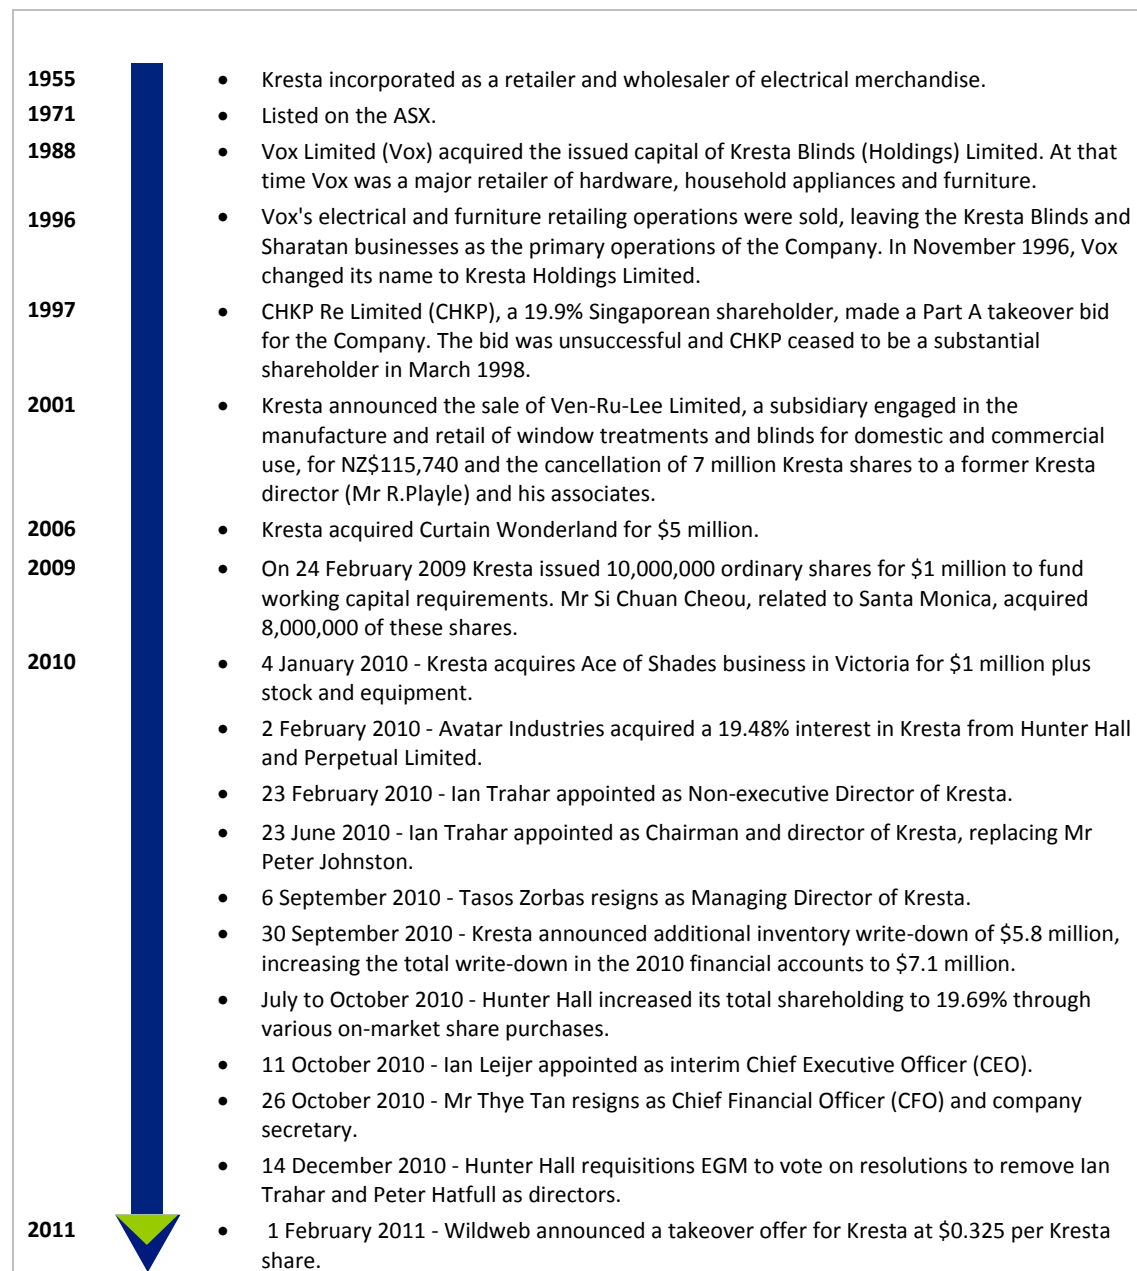 1955 • Kresta incorporated as a retailer and wholesaler of electrical merchandise.
1971 • Listed on the ASX.
1988 • Vox Limited (Vox) acquired the issued capital of Kresta Blinds (Holdings) Limited. At that
time Vox was a major retailer of hardware, household appliances and furniture.
1996 • Vox's electrical and furniture retailing operations were sold, leaving the Kresta Blinds and
Sharatan businesses as the primary operations of the Company. In November 1996, Vox
changed its name to Kresta Holdings Limited.
1997 • CHKP Re Limited (CHKP), a 19.9% Singaporean shareholder, made a Part A takeover bid
for the Company. The bid was unsuccessful and CHKP ceased to be a substantial
shareholder in March 1998.
2001 • Kresta announced the sale of Ven-Ru-Lee Limited, a subsidiary engaged in the
manufacture and retail of window treatments and blinds for domestic and commercial
use, for NZ$115,740 and the cancellation of 7 million Kresta shares to a former Kresta
director (Mr R.Playle) and his associates.
2006 • Kresta acquired Curtain Wonderland for $5 million.
2009 • On 24 February 2009 Kresta issued 10,000,000 ordinary shares for $1 million to fund
working capital requirements. Mr Si Chuan Cheou, related to Santa Monica, acquired
8,000,000 of these shares.
2010 • 4 January 2010 - Kresta acquires Ace of Shades business in Victoria for $1 million plus
stock and equipment.
• 2 February 2010 - Avatar Industries acquired a 19.48% interest in Kresta from Hunter Hall
and Perpetual Limited.
• 23 February 2010 - Ian Trahar appointed as Non-executive Director of Kresta.
• 23 June 2010 - Ian Trahar appointed as Chairman and director of Kresta, replacing Mr
Peter Johnston.
• 6 September 2010 - Tasos Zorbas resigns as Managing Director of Kresta.
• 30 September 2010 - Kresta announced additional inventory write-down of $5.8 million,
increasing the total write-down in the 2010 financial accounts to $7.1 million.
• July to October 2010 - Hunter Hall increased its total shareholding to 19.69% through
various on-market share purchases.
• 11 October 2010 - Ian Leijer appointed as interim Chief Executive Officer (CEO).
• 26 October 2010 - Mr Thye Tan resigns as Chief Financial Officer (CFO) and company
secretary.
• 14 December 2010 - Hunter Hall requisitions EGM to vote on resolutions to remove Ian
Trahar and Peter Hatfull as directors.
2011 • 1 February 2011 - Wildweb announced a takeover offer for Kresta at $0.325 per Kresta
share.